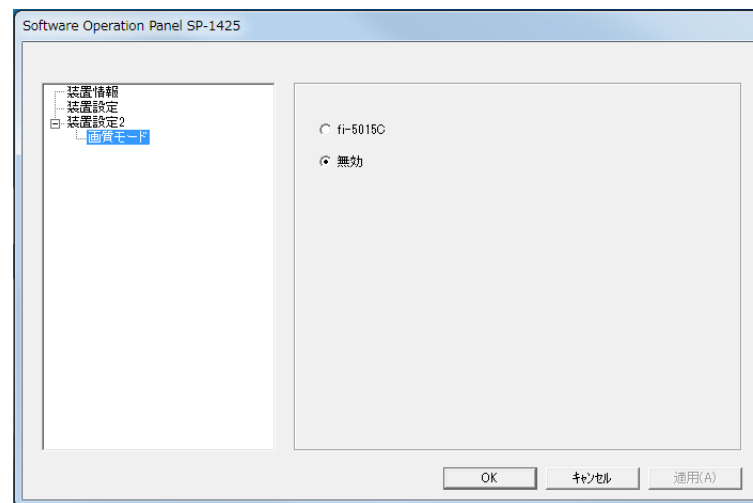 Software Operation Panel SP-1425
装置情報
装置設定
装置設定2
画質モード
fi-5015C
無効
OK
キャンセル
適用(A)